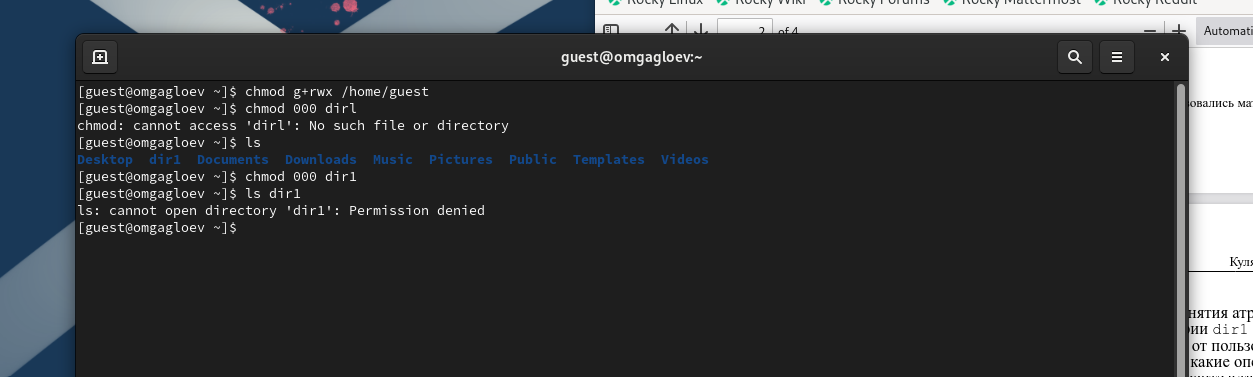 Rocky Linux Rocky Wiki Rocky Forums Rocky Mattermost Rocky Reddit
2 of 4 Automati
guest@omgagloev:~
[guest@omgagloev ~]$ chmod g+rwx /home/guest
[guest@omgagloev ~]$ chmod 000 dirl
chmod: cannot access 'dirl': No such file or directory
[guest@omgagloev ~]$ ls
Desktop dir1 Documents Downloads Music Pictures Public Templates Videos
[guest@omgagloev ~]$ chmod 000 dir1
[guest@omgagloev ~]$ ls dir1
ls: cannot open directory 'dir1': Permission denied
[guest@omgagloev ~]$
овались мат
Куля
нятия атр
рии dir1
от пользо
какие опе